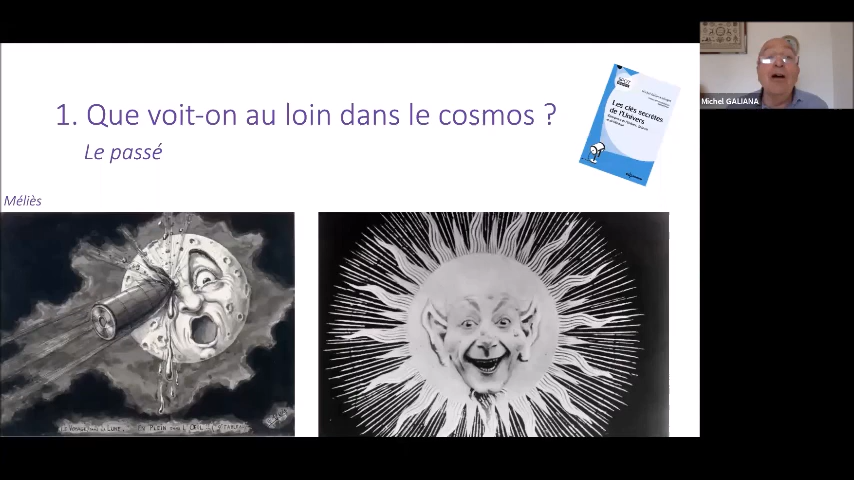 1. Que voit-on au loin dans le cosmos ?
Le passé
Méliès
Les clés secrètes
de l'Univers
Michel GALIANA